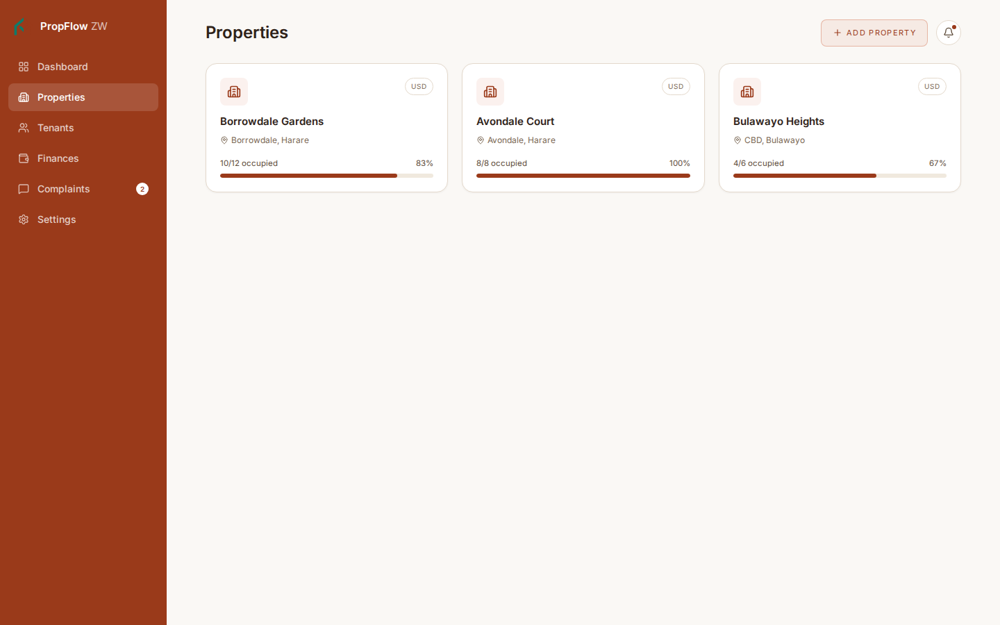 PropFlow ZW
Dashboard
Properties
Tenants
Finances
Complaints 2
Settings
Properties
ADD PROPERTY
USD
Borrowdale Gardens
Borrowdale, Harare
10/12 occupied 83%
USD
Avondale Court
Avondale, Harare
8/8 occupied 100%
USD
Bulawayo Heights
CBD, Bulawayo
4/6 occupied 67%